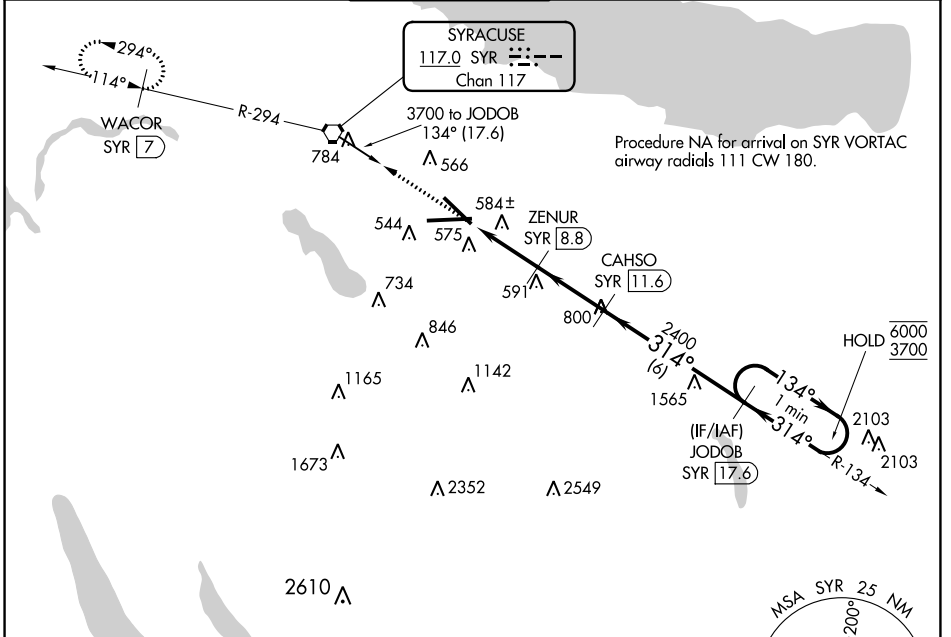 SYRACUSE
117.0 SYR
Chan 117
294°
114°
WACOR
SYR 7
R-294
3700 to JODOB
134° (17.6)
Procedure NA for arrival on SYR VORTAC
airway radials 111 CW 180.
784
566
584±
544
575
ZENUR
SYR 8.8
CAHSO
SYR 11.6
591
734
800
846
2400
314°
(6)
HOLD 6000
3700
1165
1142
1565
134°
1 min
314°
2103
2103
(IF/IAF)
JODOB
SYR 17.6
R-134
1673
2352
2549
2610
MSA SYR 25 NM
200°